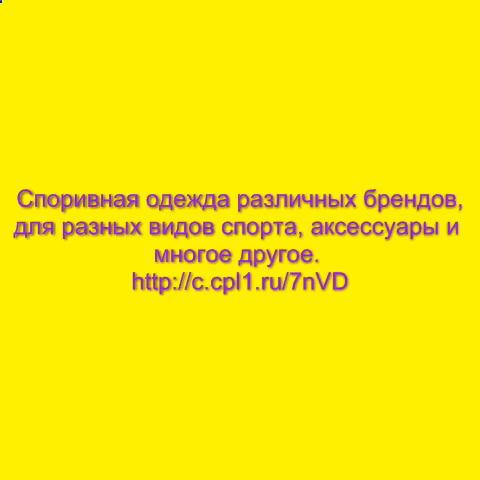 Споривная одежда различных брендов,
для разных видов спорта, аксессуары и
многое другое.
http://c.cpl1.ru/7nVD